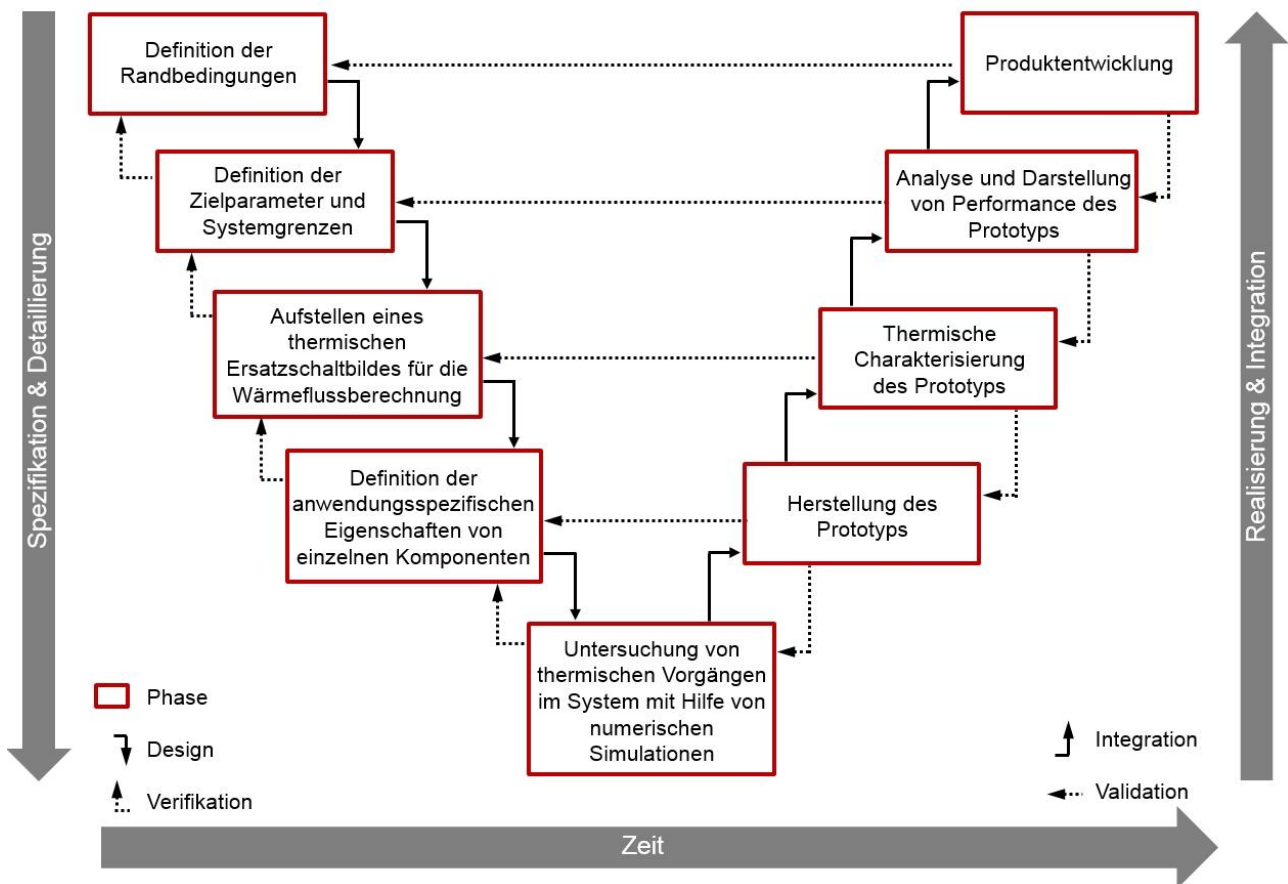 Definition der
Randbedingungen
Produktentwicklung
Definition der
Zielparameter und
Systemgrenzen
Analyse und Darstellung
von Performance des
Prototyps
Aufstellen eines
thermischen
Ersatzschaltbildes für die
Wärmeflussberechnung
Thermische
Charakterisierung
des Prototyps
Definition der
anwendungsspezifischen
Eigenschaften von
einzelnen Komponenten
Herstellung des
Prototyps
Untersuchung von
thermischen Vorgängen
im System mit Hilfe von
numerischen
Simulationen
Spezifikation & Detaillierung
Realisierung & Integration
Phase
Design
Verifikation
Integration
Validation
Zeit